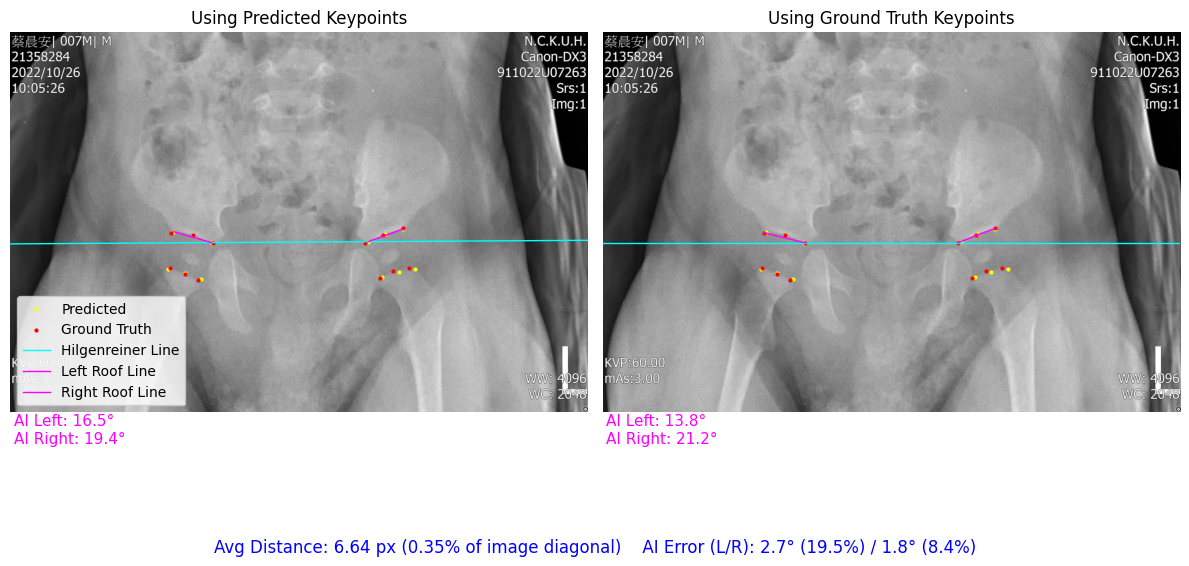 Using Predicted Keypoints
蔡晨安| 007M| M
21358284
2022/10/26
10:05:26
N.C.K.U.H.
Canon-DX3
911022U07263
Srs:1
Img:1
Predicted
Ground Truth
Hilgenreiner Line
Left Roof Line
Right Roof Line
WW: 4096
WC: 2048
AI Left: 16.5°
AI Right: 19.4°
Using Ground Truth Keypoints
蔡晨安| 007M| M
21358284
2022/10/26
10:05:26
N.C.K.U.H.
Canon-DX3
911022U07263
Srs:1
Img:1
KVP:60.00
mAs:3.00
WW: 4096
WC: 2048
AI Left: 13.8°
AI Right: 21.2°
Avg Distance: 6.64 px (0.35% of image diagonal) AI Error (L/R): 2.7° (19.5%) / 1.8° (8.4%)